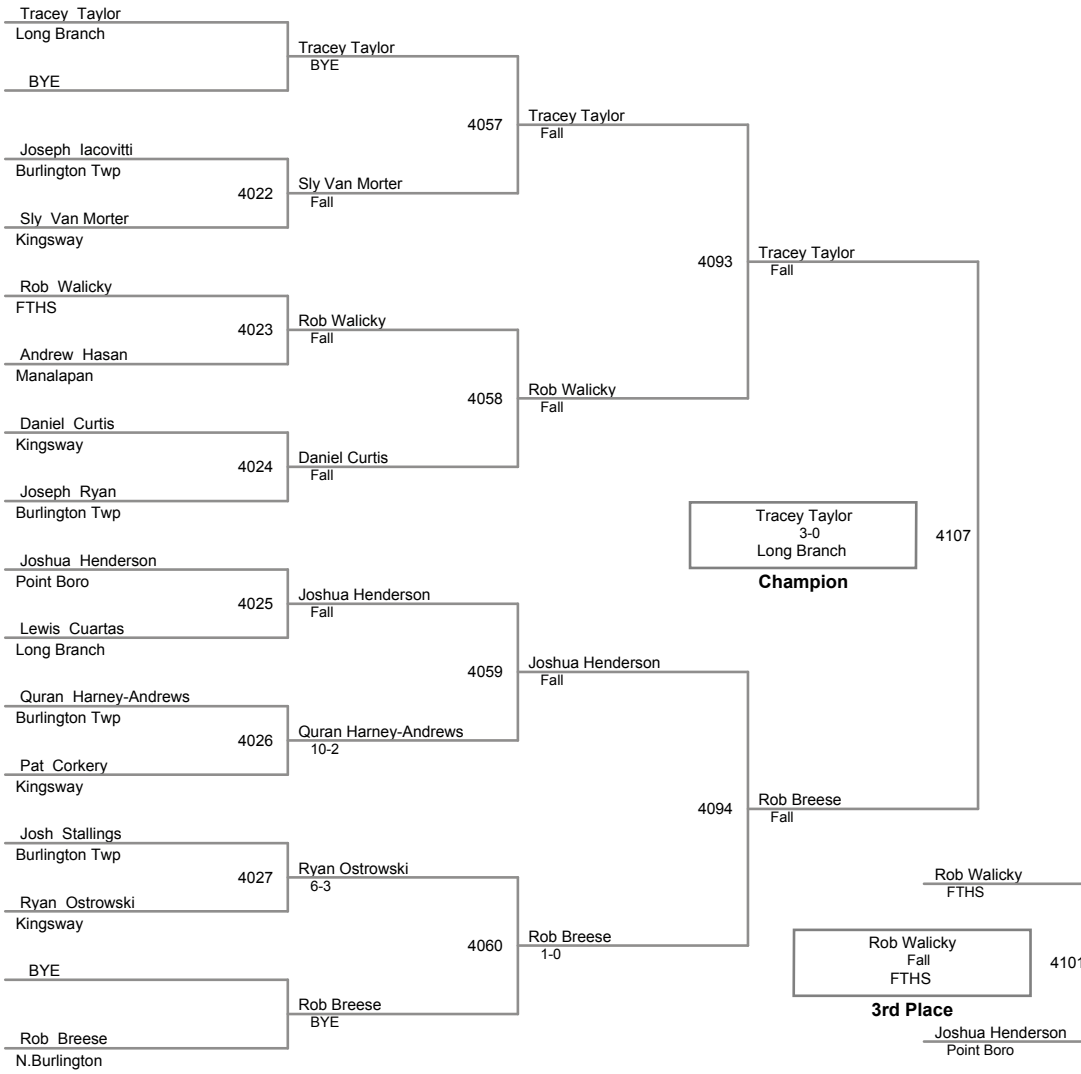 Tracey Taylor
Long Branch
BYE
Joseph Iacovitti
Burlington Twp
4022
Sly Van Morter
Kingsway
Rob Walicky
FTHS
4023
Andrew Hasan
Manalapan
Daniel Curtis
Kingsway
4024
Joseph Ryan
Burlington Twp
Joshua Henderson
Point Boro
4025
Lewis Cuartas
Long Branch
Quran Harney-Andrews
Burlington Twp
4026
Pat Corkery
Kingsway
Josh Stallings
Burlington Twp
4027
Ryan Ostrowski
Kingsway
BYE
Rob Breese
N.Burlington
Tracey Taylor
BYE
4057
Sly Van Morter
Fall
Rob Walicky
Fall
4058
Daniel Curtis
Fall
Joshua Henderson
Fall
4059
Quran Harney-Andrews
10-2
Ryan Ostrowski
6-3
4060
Rob Breese
BYE
Tracey Taylor
Fall
4093
Rob Walicky
Fall
Joshua Henderson
Fall
4094
Rob Breese
1-0
Tracey Taylor
Fall
4107
Rob Breese
Fall
Tracey Taylor
3-0
Long Branch
Champion
Rob Walicky
FTHS
4101
Joshua Henderson
Point Boro
Rob Walicky
Fall
FTHS
3rd Place